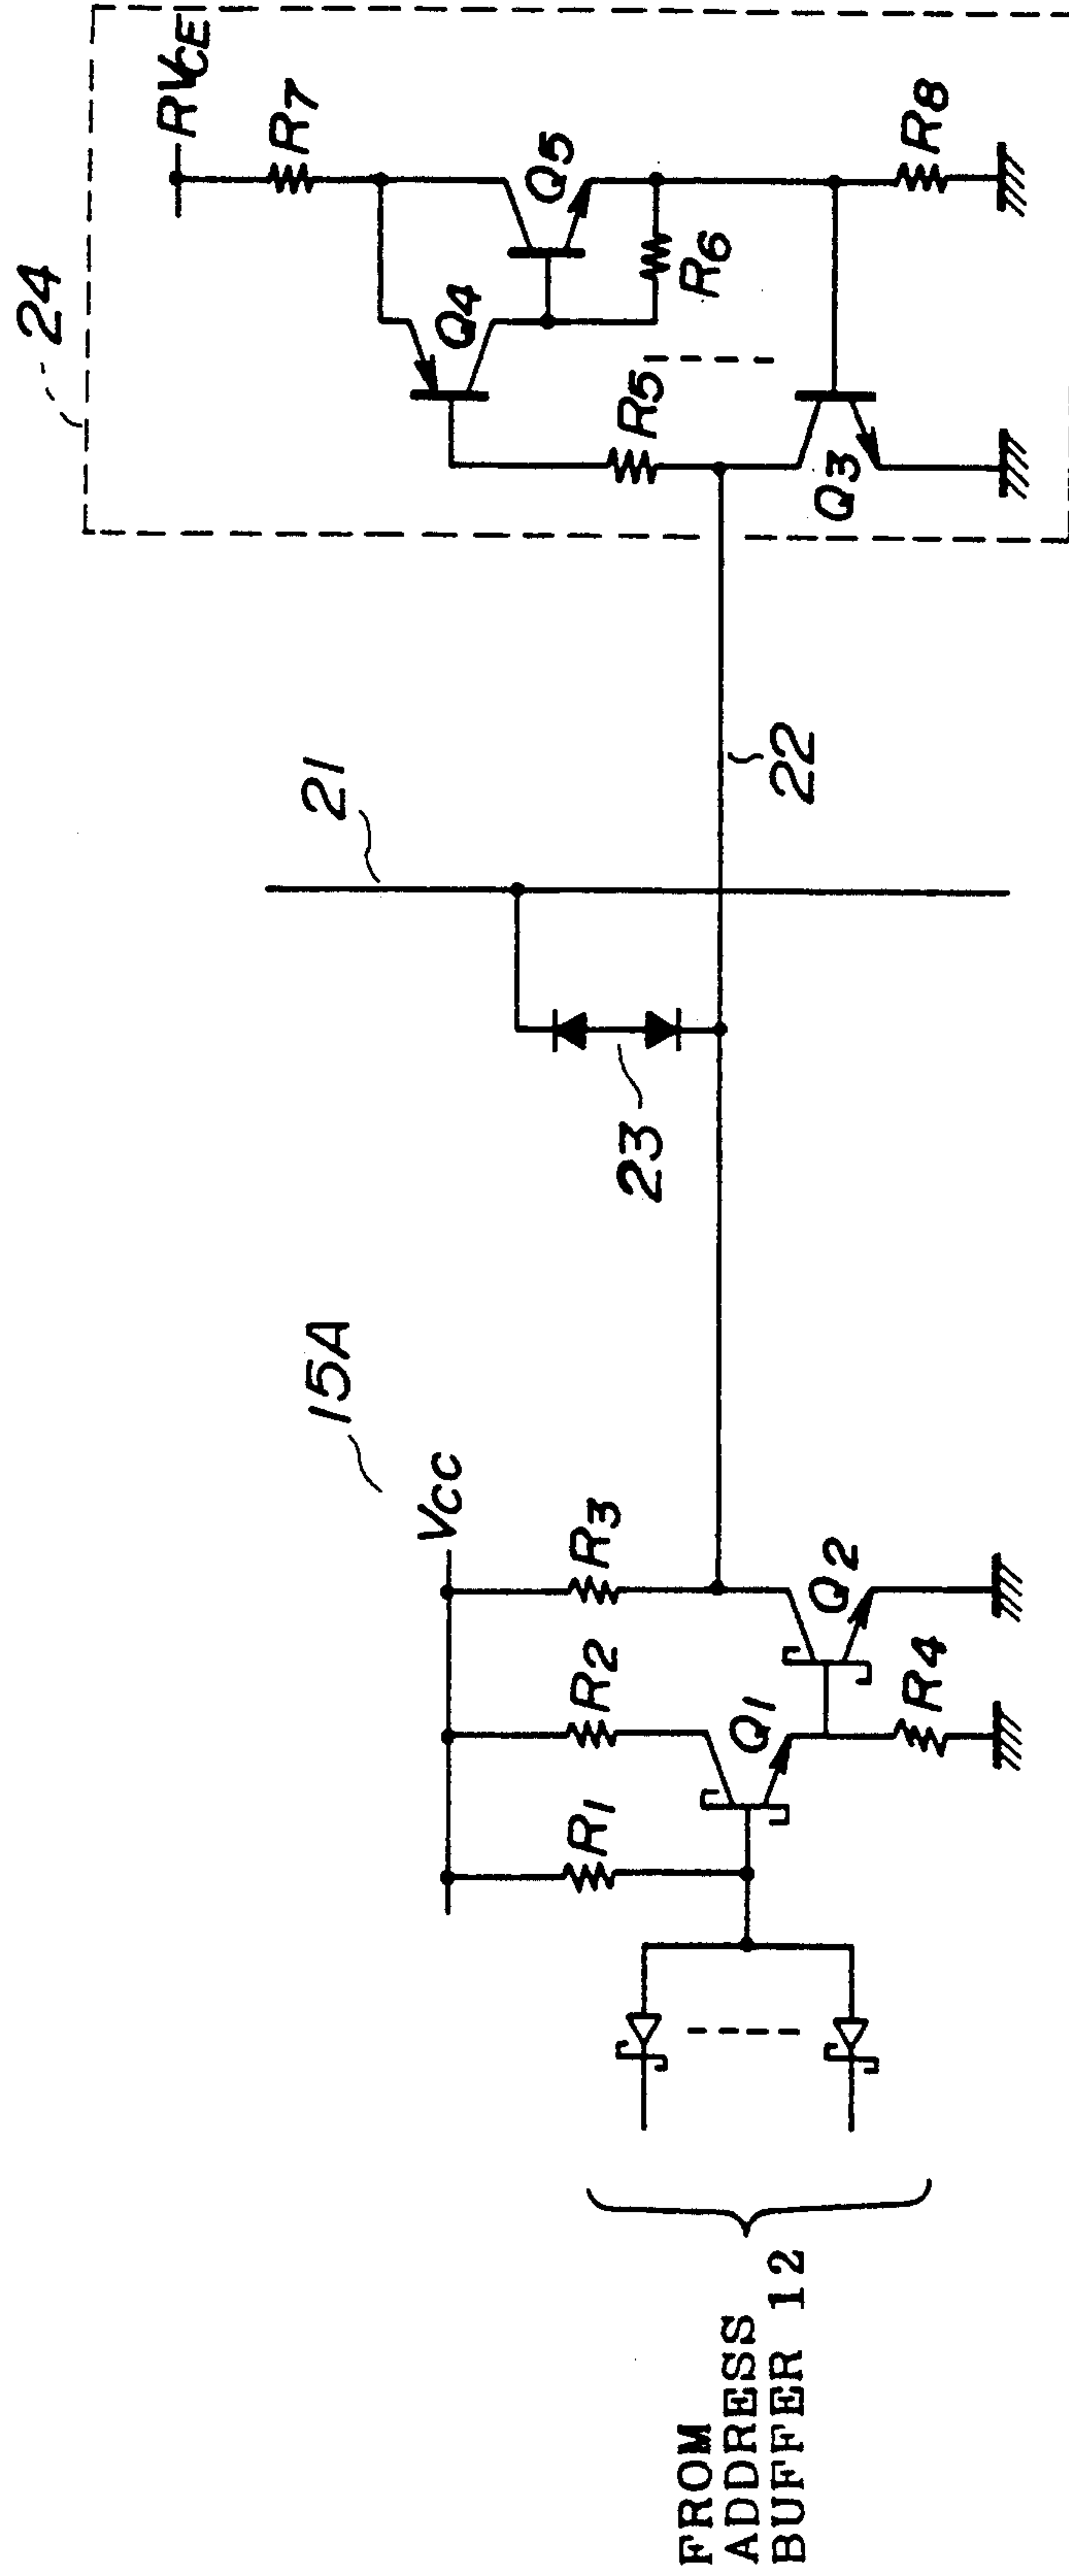 FROM
ADDRESS
BUFFER 12
15A
VCC
R1
R2
R3
Q1
Q2
R4
23
21
22
24
RVCE
R7
Q4
Q5
R5
R6
Q3
R8